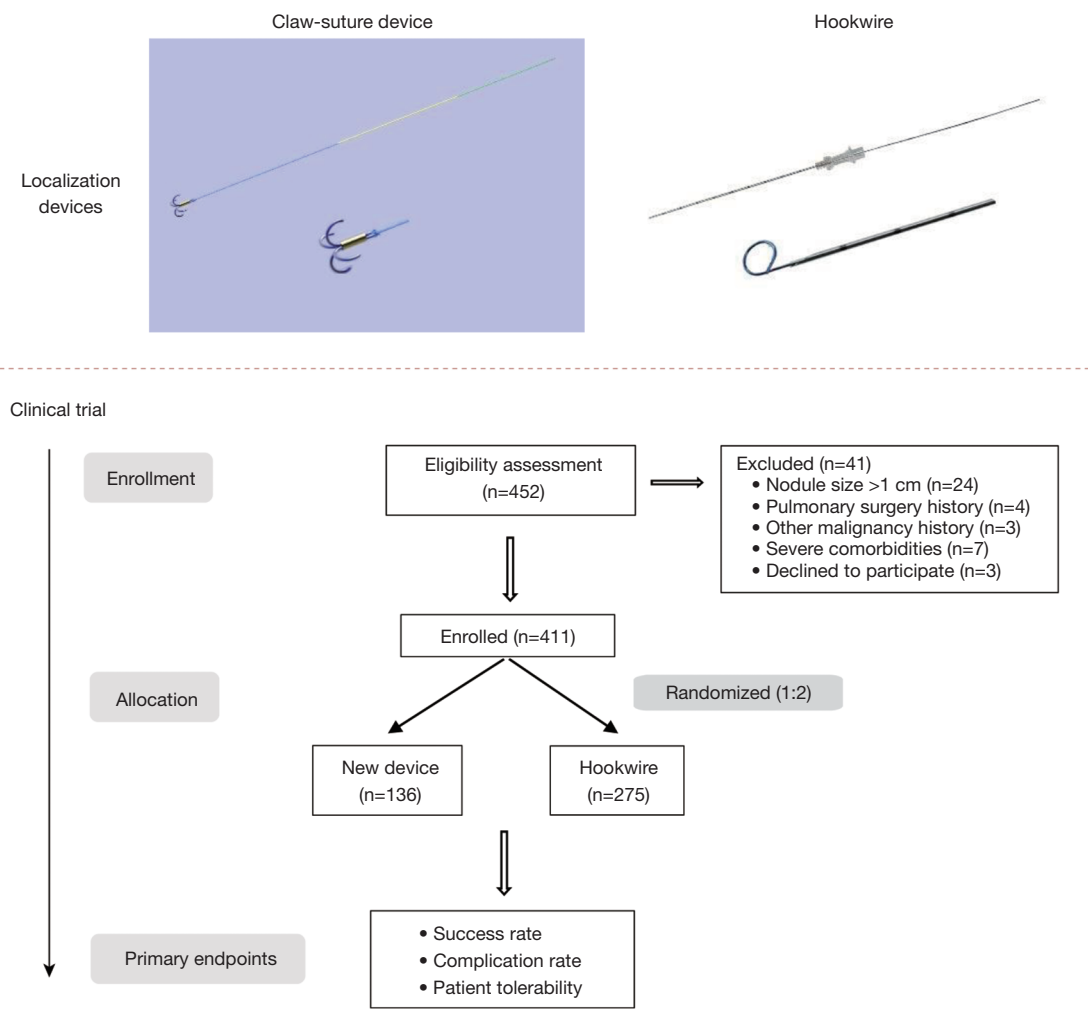 Claw-suture device
Hookwire
Localization
devices
Clinical trial
Enrollment
Eligibility assessment
(n=452)
Excluded (n=41)
• Nodule size >1 cm (n=24)
• Pulmonary surgery history (n=4)
• Other malignancy history (n=3)
• Severe comorbidities (n=7)
• Declined to participate (n=3)
Enrolled (n=411)
Allocation
Randomized (1:2)
New device
(n=136)
Hookwire
(n=275)
Primary endpoints
• Success rate
• Complication rate
• Patient tolerability